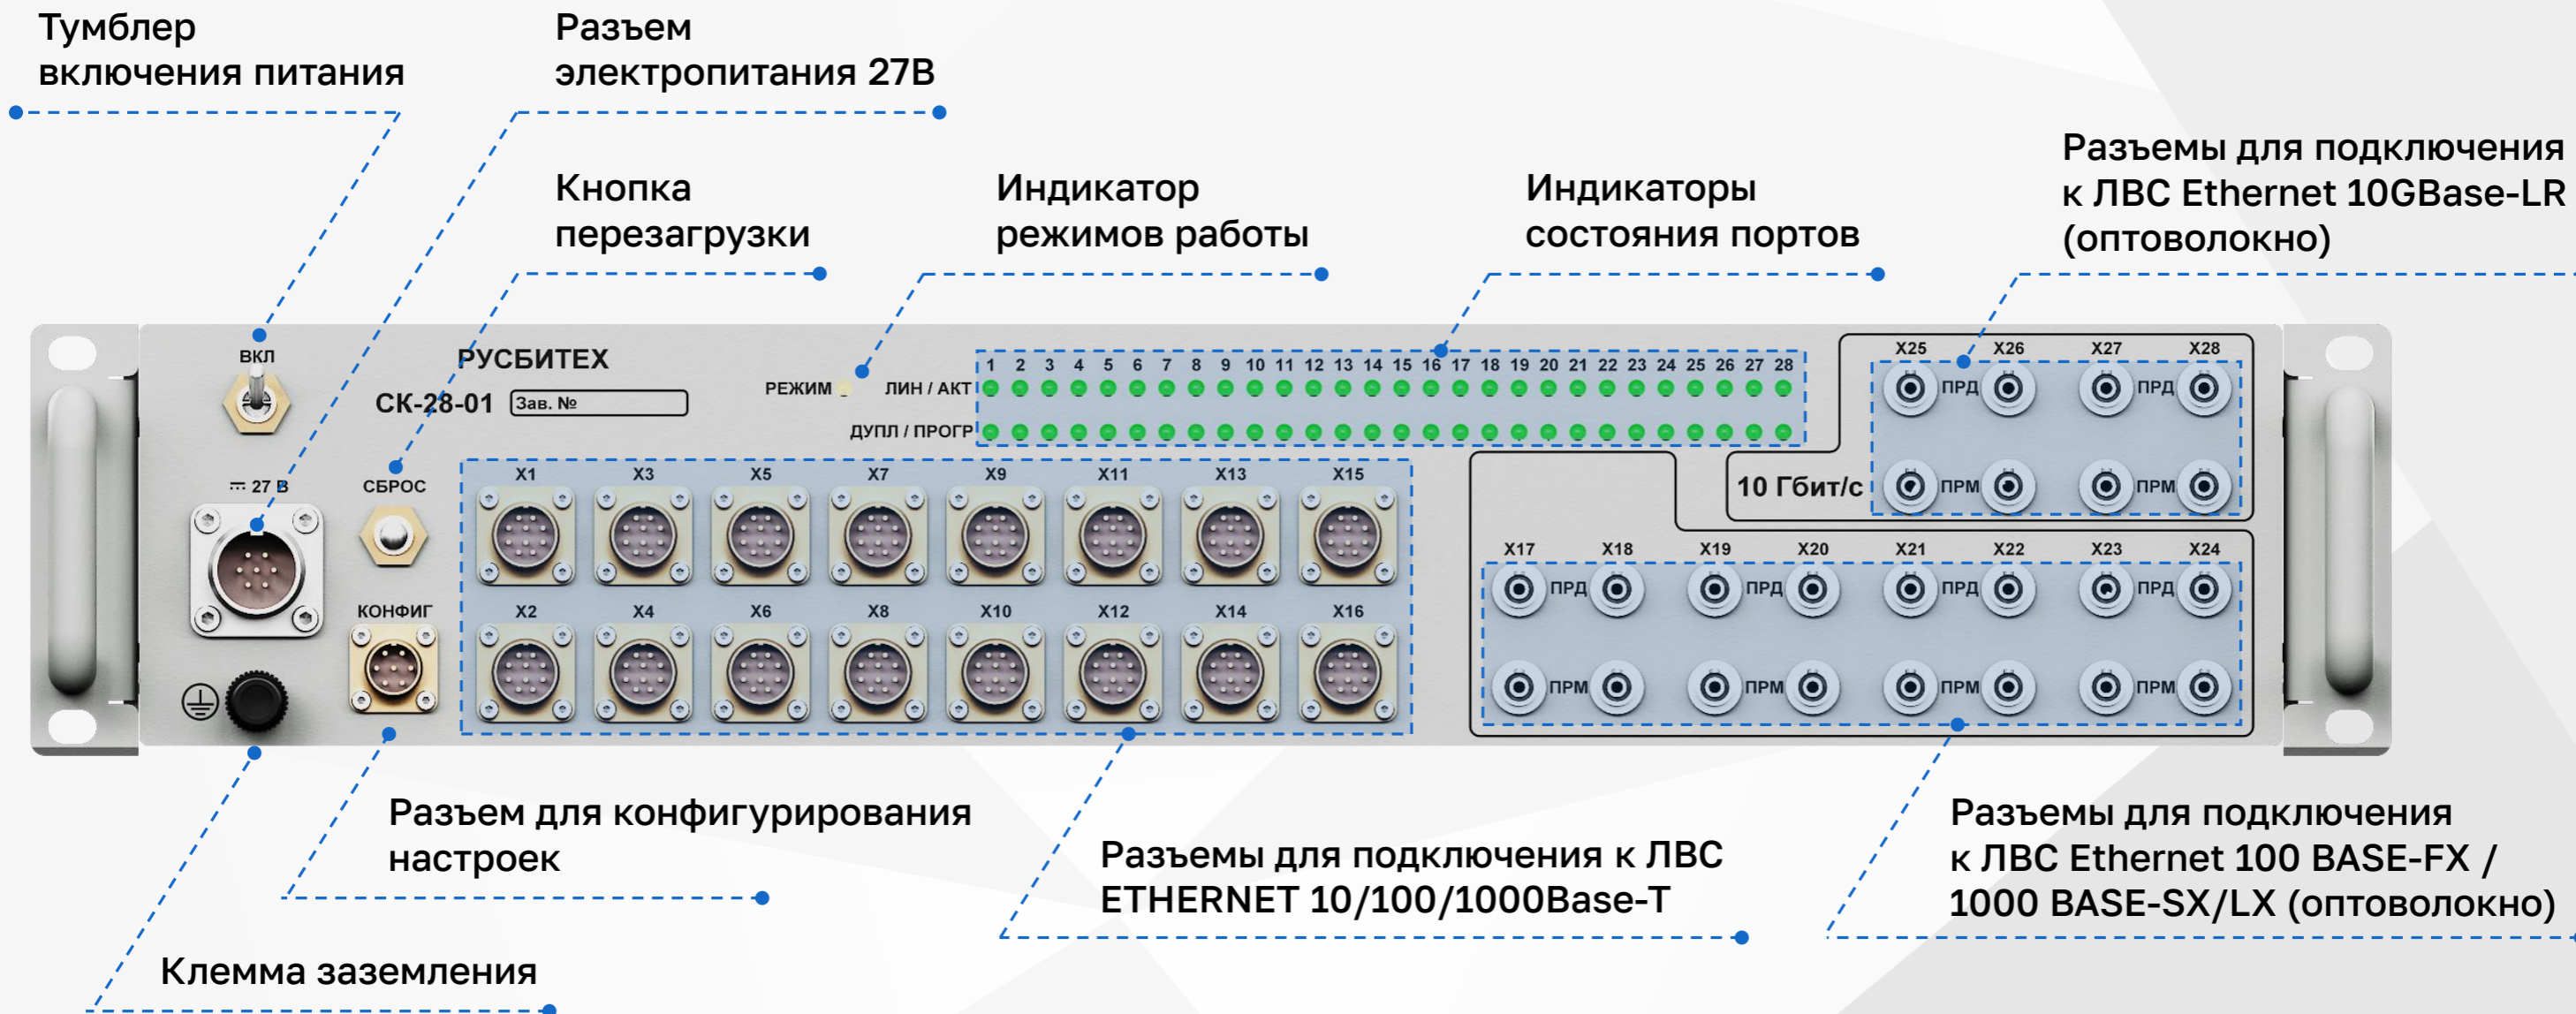 Тумблер
включения питания
Разъем
электропитания 27В
Кнопка
перезагрузки
Индикатор
режимов работы
Индикаторы
состояния портов
Разъемы для подключения
к ЛВС Ethernet 10GBase-LR
(оптоволокно)
ВКЛ
РУСБИТЕХ
СК-28-01
Зав. №
РЕЖИМ
ЛИН / АКТ
ДУПЛ / ПРОГР
1 2 3 4 5 6 7 8 9 10 11 12 13 14 15 16 17 18 19 20 21 22 23 24 25 26 27 28
X25 X26 X27 X28
ПРД ПРД
10 Гбит/с
ПРМ ПРМ
27 В
СБРОС
КОНФИГ
X1 X3 X5 X7 X9 X11 X13 X15
X2 X4 X6 X8 X10 X12 X14 X16
X17 X18 X19 X20 X21 X22 X23 X24
ПРД ПРД ПРД ПРД
ПРМ ПРМ ПРМ ПРМ
Разъем для конфигурирования
настроек
Разъемы для подключения к ЛВС
ETHERNET 10/100/1000Base-T
Разъемы для подключения
к ЛВС Ethernet 100 BASE-FX /
1000 BASE-SX/LX (оптоволокно)
Клемма заземления